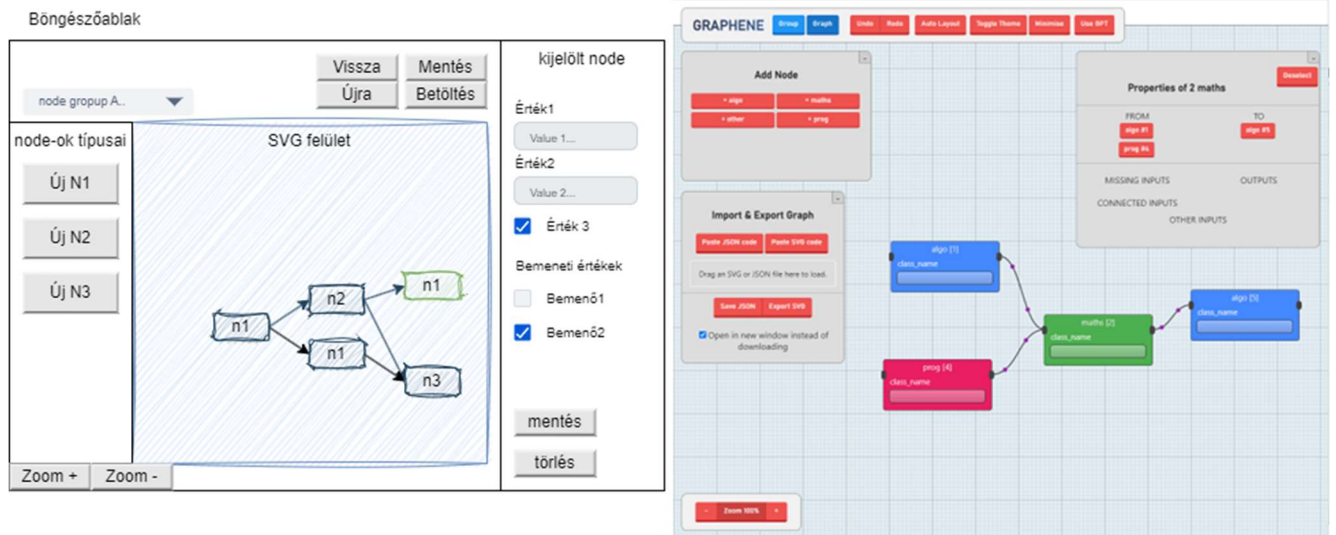 Böngészőablak
Vissza
Mentés
Újra
Betöltés
node gropup A..
node-ok típusai
Új N1
Új N2
Új N3
SVG felület
n1
n2
n1
n1
n3
Zoom +
Zoom -
kijelölt node
Érték1
Value 1...
Érték2
Value 2...
Érték 3
Bemeneti értékek
Bemenő1
Bemenő2
mentés
törlés
GRAPHENE
Group
Graph
Undo
Redo
Auto Layout
Toggle Theme
Minimise
Use BPT
Add Node
+ algo
+ maths
+ other
+ prog
Import & Export Graph
Paste JSON code
Paste SVG code
Drag an SVG or JSON file here to load.
Save JSON
Export SVG
Open in new window instead of
downloading
Deselect
Properties of 2 maths
FROM
TO
algo #1
algo #5
prog #4
MISSING INPUTS
OUTPUTS
CONNECTED INPUTS
OTHER INPUTS
algo [1]
class_name
maths [2]
class_name
algo [5]
class_name
prog [4]
class_name
-
Zoom 100%
+